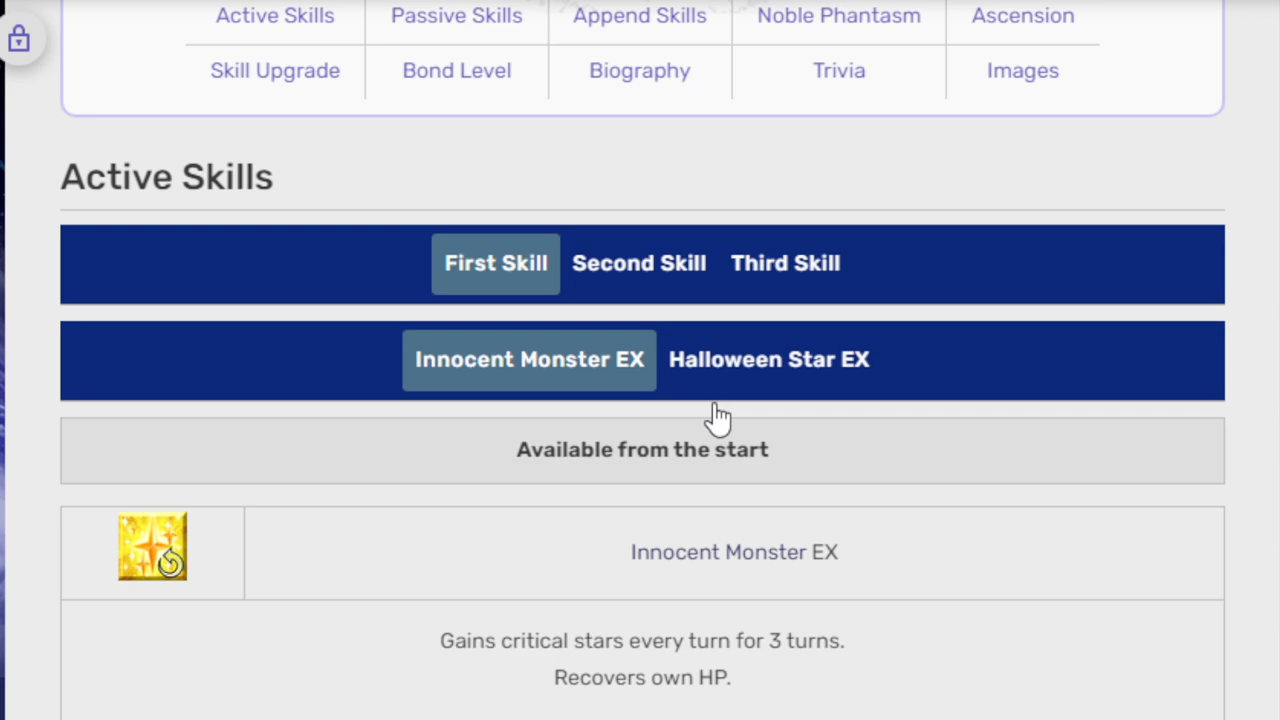 Active Skills Passive Skills Append Skills Noble Phantasm Ascension
Skill Upgrade Bond Level Biography Trivia Images
Active Skills
First Skill Second Skill Third Skill
Innocent Monster EX Halloween Star EX
Available from the start
Innocent Monster EX
Gains critical stars every turn for 3 turns.
Recovers own HP.